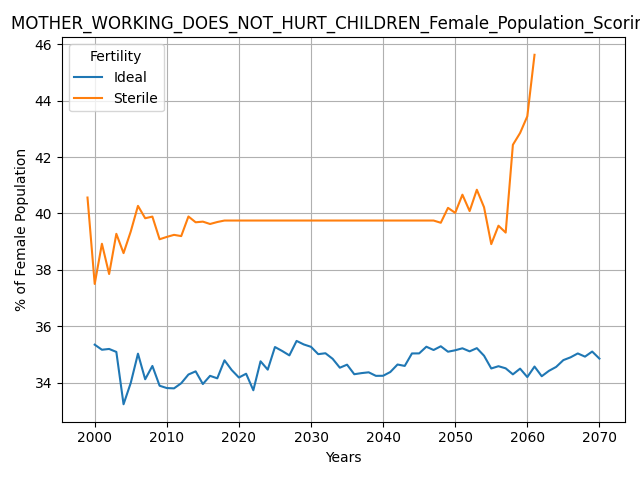 MOTHER_WORKING_DOES_NOT_HURT_CHILDREN_Female_Population_Scorin
Fertility
Ideal
Sterile
46
44
42
40
38
36
34
% of Female Population
2000 2010 2020 2030 2040 2050 2060 2070
Years